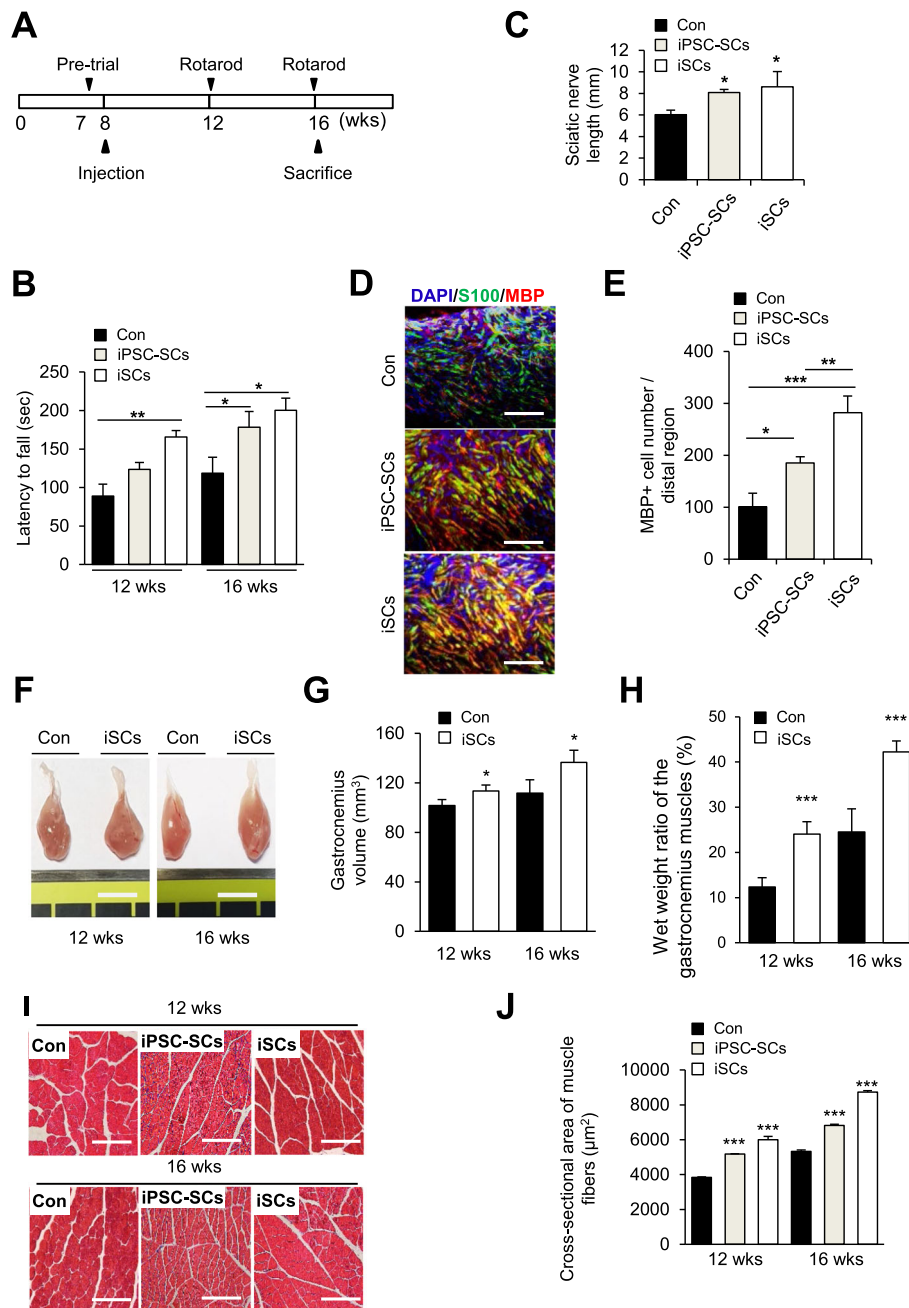 A
Pre-trial
Rotarod
Rotarod
0
7
8
12
16
(wks)
Injection
Sacrifice
C
Con
iPSC-SCs
iSCs
Sciatic nerve
length (mm)
12
10
8
6
4
2
0
*
*
Con
iPSC-SCs
iSCs
B
Con
iPSC-SCs
iSCs
Latency to fall (sec)
250
200
150
100
50
0
**
*
*
12 wks
16 wks
D
DAPI/S100/MBP
Con
iPSC-SCs
iSCs
E
Con
iPSC-SCs
iSCs
MBP+ cell number /
distal region
400
300
200
100
0
*
***
**
Con
iPSC-SCs
iSCs
F
Con
iSCs
Con
iSCs
12 wks
16 wks
G
Con
iSCs
Gastrocnemius
volume (mm³)
160
120
80
40
0
*
*
12 wks
16 wks
H
Con
iSCs
Wet weight ratio of the
gastrocnemius muscles (%)
50
40
30
20
10
0
***
***
12 wks
16 wks
I
12 wks
Con
iPSC-SCs
iSCs
16 wks
Con
iPSC-SCs
iSCs
J
Con
iPSC-SCs
iSCs
Cross-sectional area of muscle
fibers (µm²)
10000
8000
6000
4000
2000
0
***
***
***
***
12 wks
16 wks